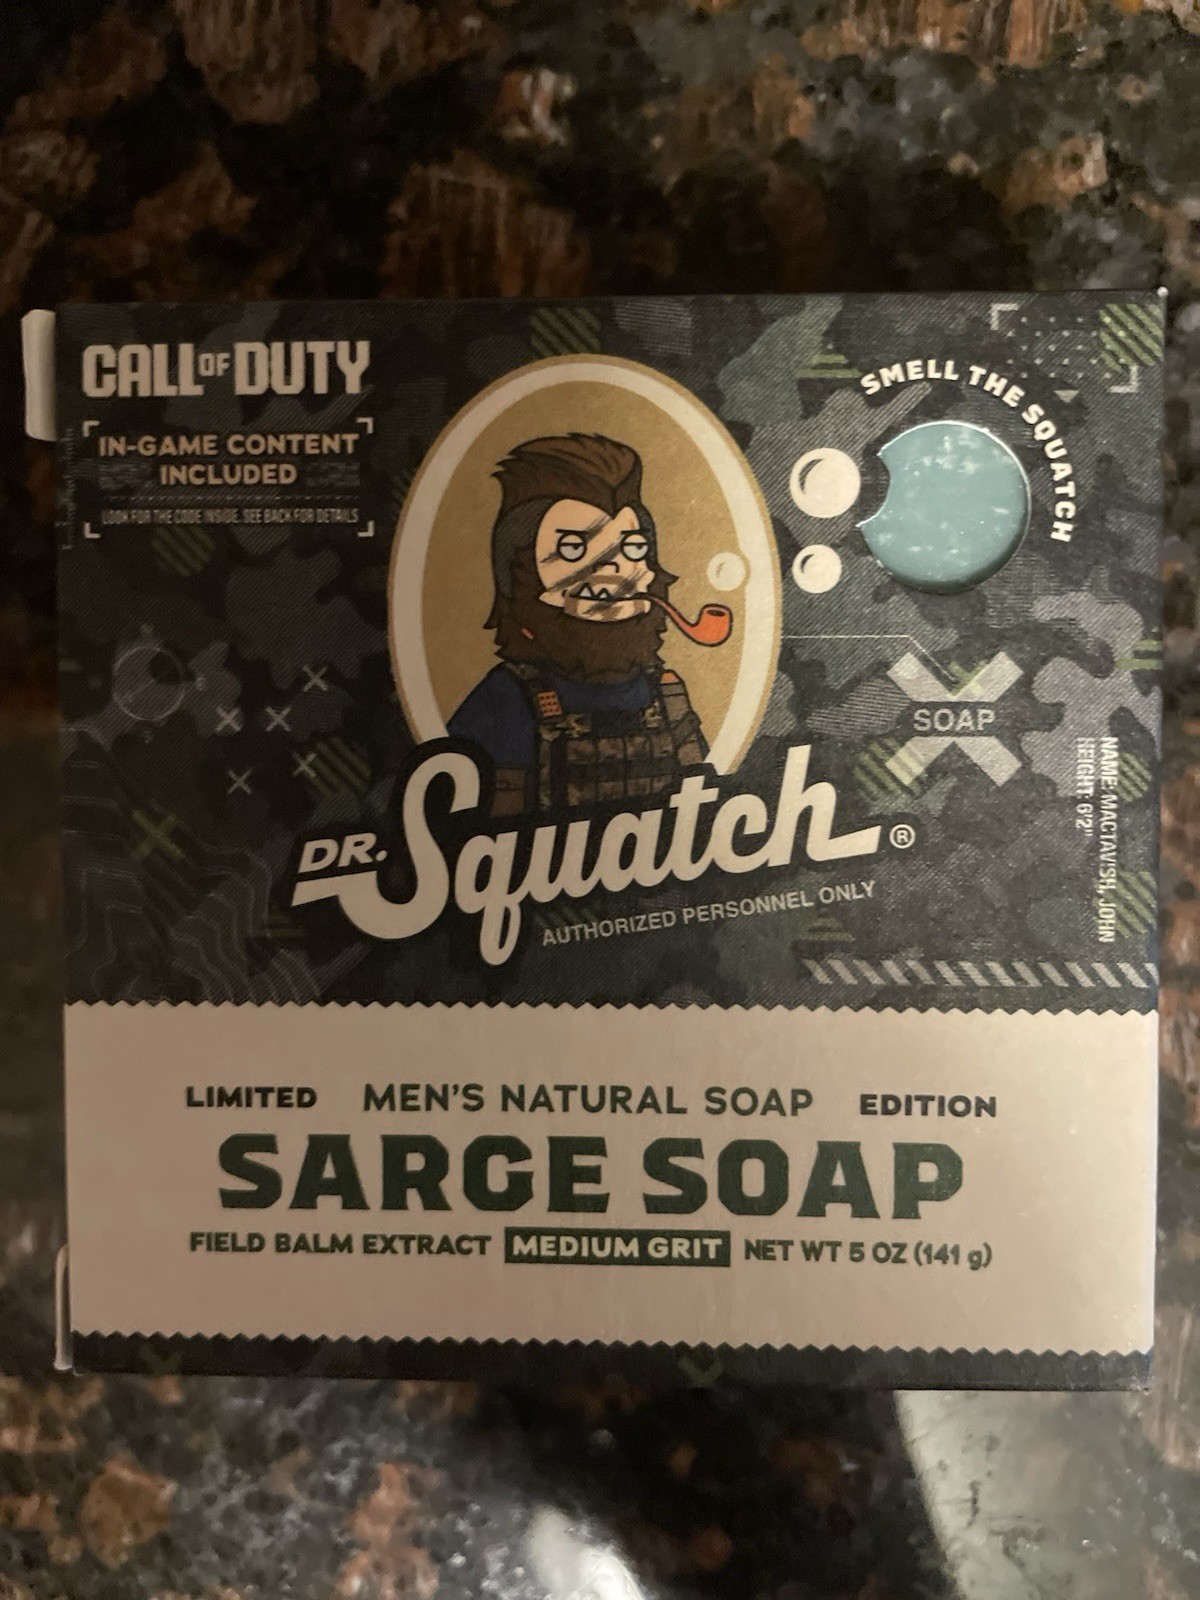 CALL OF DUTY
IN-GAME CONTENT
INCLUDED
LOOK FOR THE CODE INSIDE. SEE BACK FOR DETAILS
SMELL THE SQUATCH
SOAP
NAME: MACTAVISH, JOHN
HEIGHT: 6'2"
DR. Squatch®
AUTHORIZED PERSONNEL ONLY
LIMITED MEN'S NATURAL SOAP EDITION
SARGE SOAP
FIELD BALM EXTRACT MEDIUM GRIT NET WT 5 OZ (141 g)